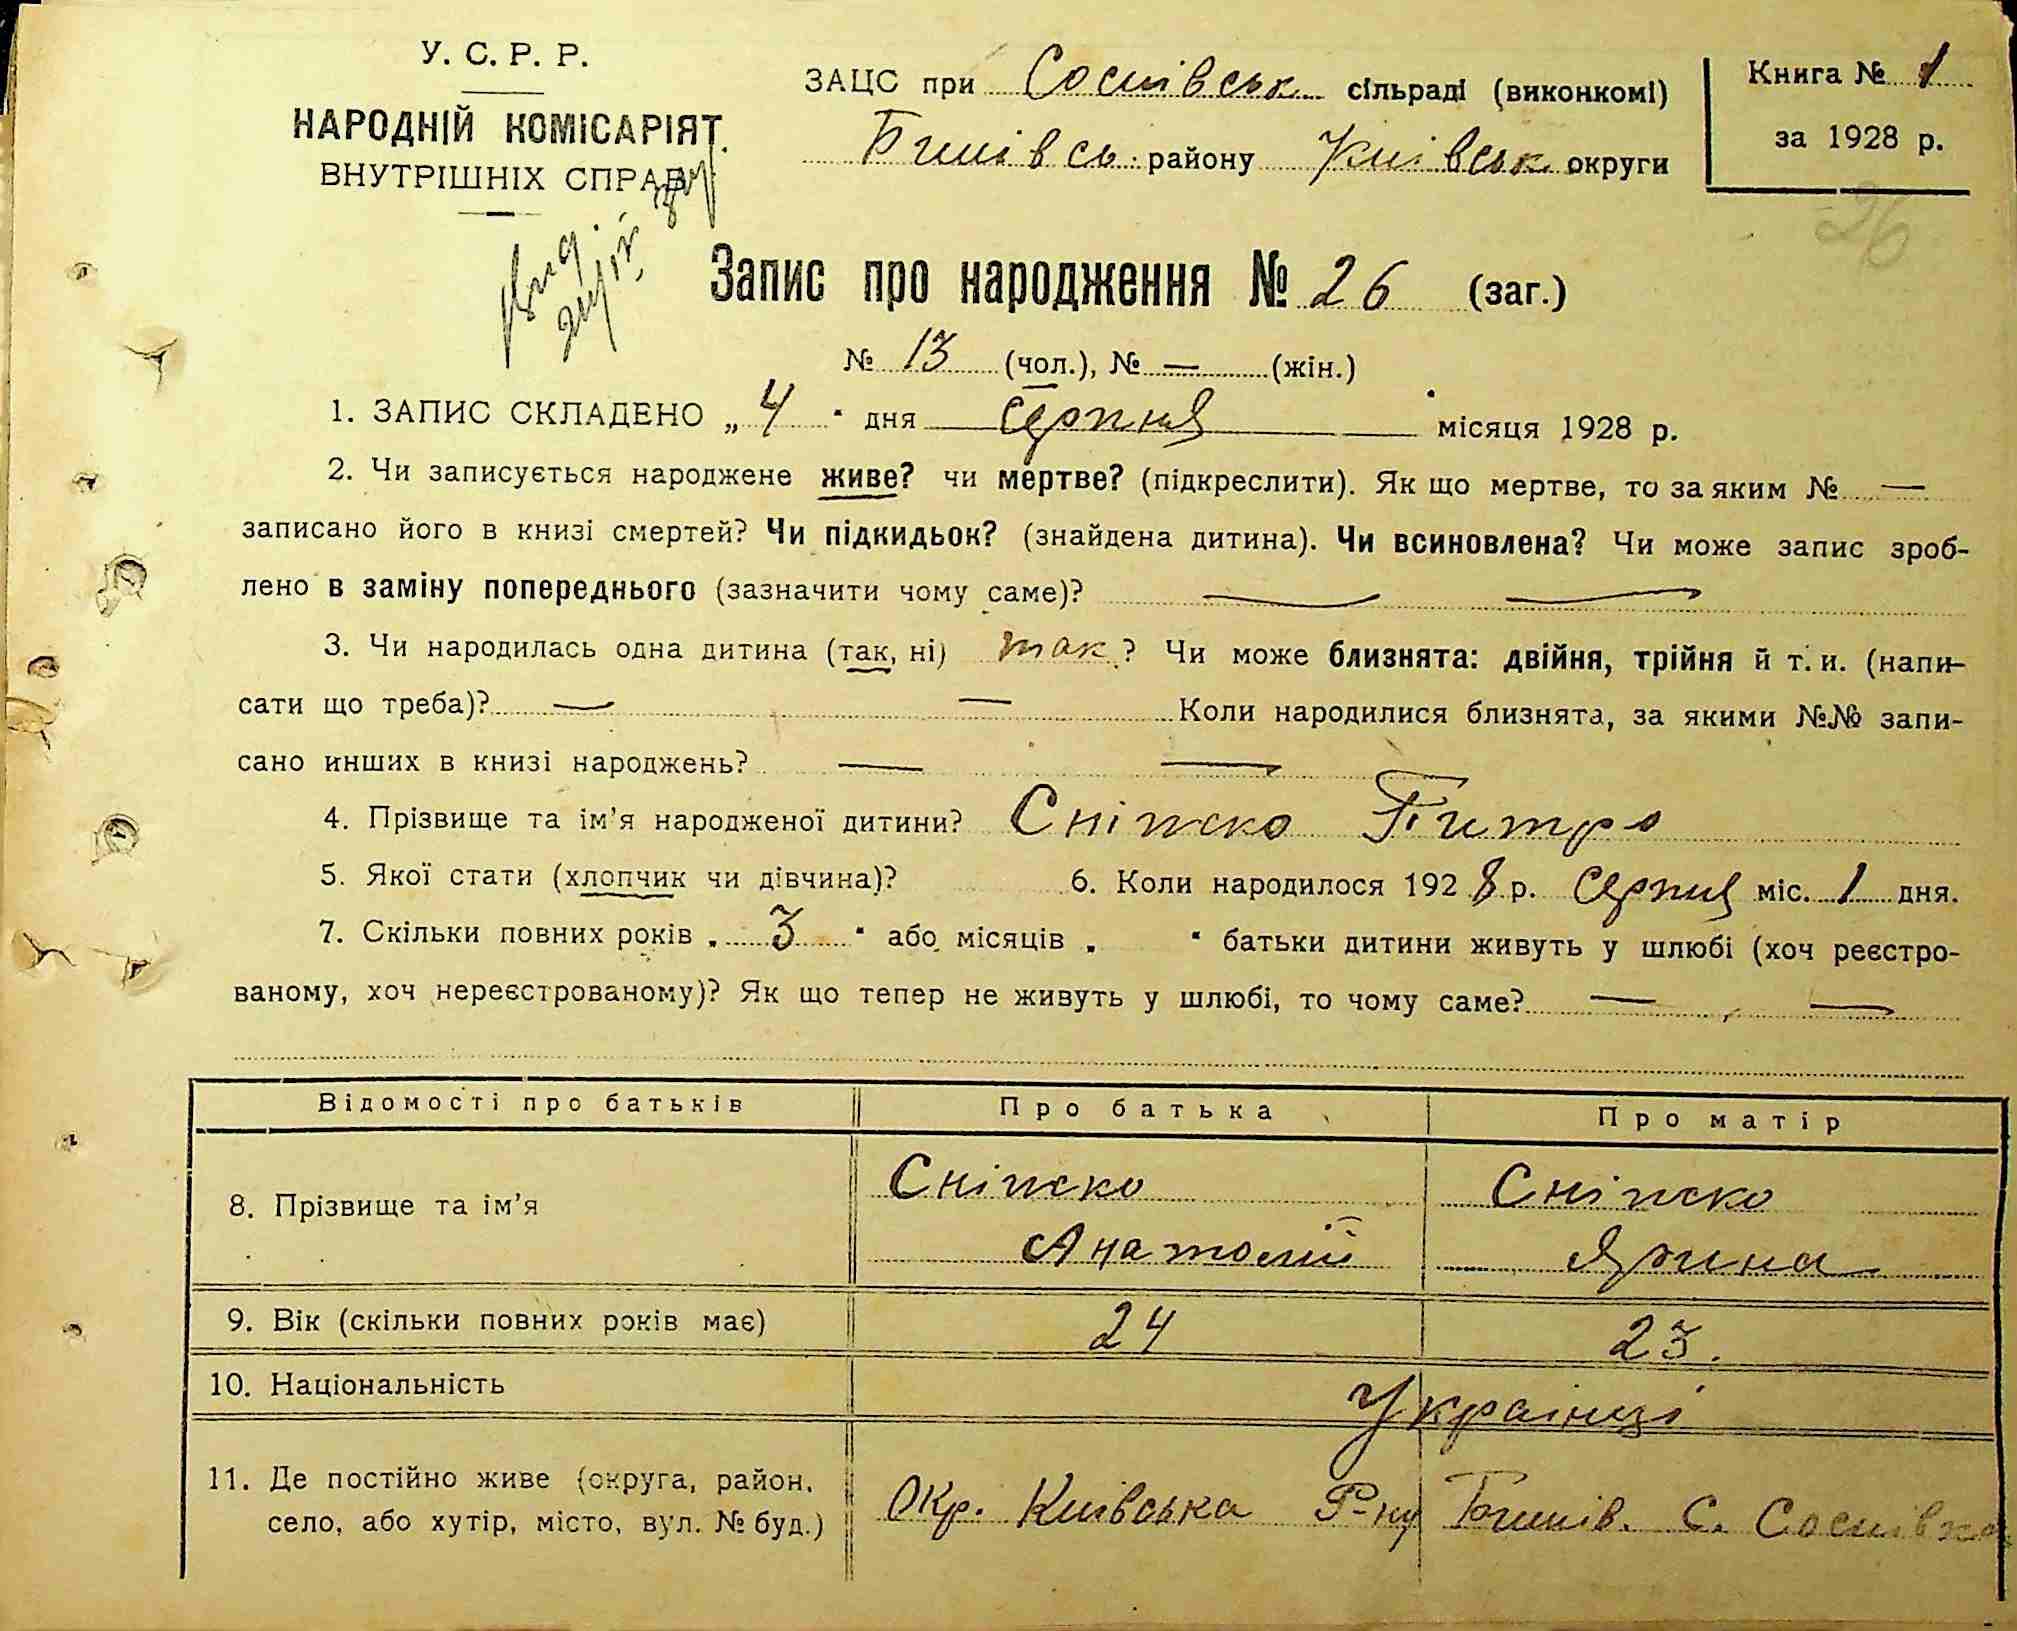 У. С. Р. Р.
НАРОДНІЙ КОМІСАРІЯТ
ВНУТРІШНІХ СПРАВ
ЗАЦС при Соснівськ сільраді (виконкомі)
району Київськ округи
Книга № 1
за 1928 р.
26
Запис про народження № 26 (заг.)
№ 13 (чол.), № — (жін.)
1. ЗАПИС СКЛАДЕНО „4" дня Серпня місяця 1928 р.
2. Чи записується народжене живе? чи мертве? (підкреслити). Як що мертве, то за яким № —
записано його в книзі смертей? Чи підкидьок? (знайдена дитина). Чи всиновлена? Чи може запис зроб-
лено в заміну попереднього (зазначити чому саме)? — —
3. Чи народилась одна дитина (так, ні) так? Чи може близнята: двійня, трійня й т. и. (напи-
сати що треба)? — — Коли народилися близнята, за якими №№ запи-
сано инших в книзі народжень? — —
4. Прізвище та ім'я народженої дитини? Сніжко Питро
5. Якої стати (хлопчик чи дівчина)? 6. Коли народилося 1928 р. Серпня міс. 1 дня.
7. Скільки повних років „3" або місяців „ " батьки дитини живуть у шлюбі (хоч реєстро-
ваному, хоч нереєстрованому)? Як що тепер не живуть у шлюбі, то чому саме? — —
Відомості про батьків Про батька Про матір
8. Прізвище та ім'я Сніжко Анатолій Сніжко Ярина
9. Вік (скільки повних років має) 24 23.
10. Національність Українці
11. Де постійно живе (округа, район,
село, або хутір, місто, вул. № буд.) Окр. Київська Р-ну с. Соснівка